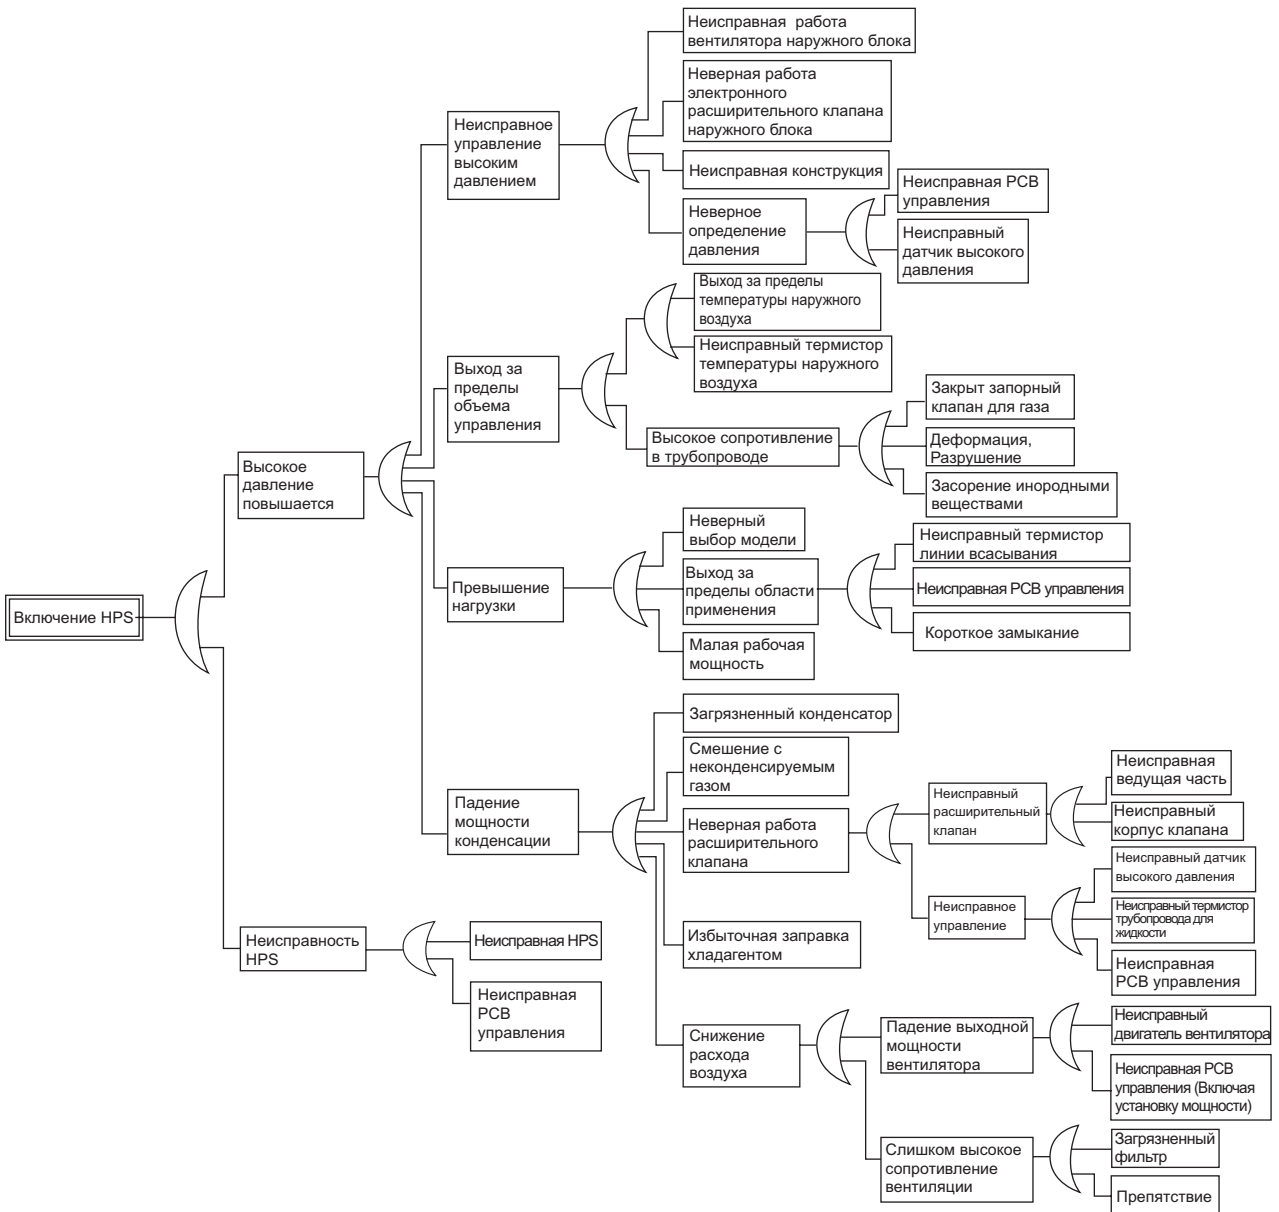 Неисправная работа
вентилятора наружного блока
Неверная работа
электронного
расширительного клапана
наружного блока
Неисправное
управление
высоким
давлением
Неисправная конструкция
Неверное
определение
давления
Неисправная PCB
управления
Неисправный
датчик высокого
давления
Выход за пределы
температуры наружного
воздуха
Неисправный термистор
температуры наружного
воздуха
Выход за
пределы
объема
управления
Высокое сопротивление
в трубопроводе
Закрыт запорный
клапан для газа
Деформация,
Разрушение
Засорение инородными
веществами
Высокое
давление
повышается
Неверный
выбор модели
Превышение
нагрузки
Выход за
пределы области
применения
Малая рабочая
мощность
Неисправный термистор
линии всасывания
Неисправная PCB управления
Короткое замыкание
Включение HPS
Загрязненный конденсатор
Смешение с
неконденсируемым
газом
Падение
мощности
конденсации
Неверная работа
расширительного
клапана
Неисправный
расширительный
клапан
Неисправная
ведущая часть
Неисправный
корпус клапана
Неисправное
управление
Неисправный датчик
высокого давления
Неисправный термистор
трубопровода для
жидкости
Неисправная
PCB управления
Избыточная заправка
хладагентом
Неисправность
HPS
Неисправная HPS
Неисправная
PCB
управления
Снижение
расхода
воздуха
Падение выходной
мощности
вентилятора
Неисправный
двигатель вентилятора
Неисправная PCB
управления (Включая
установку мощности)
Слишком высокое
сопротивление
вентиляции
Загрязненный
фильтр
Препятствие